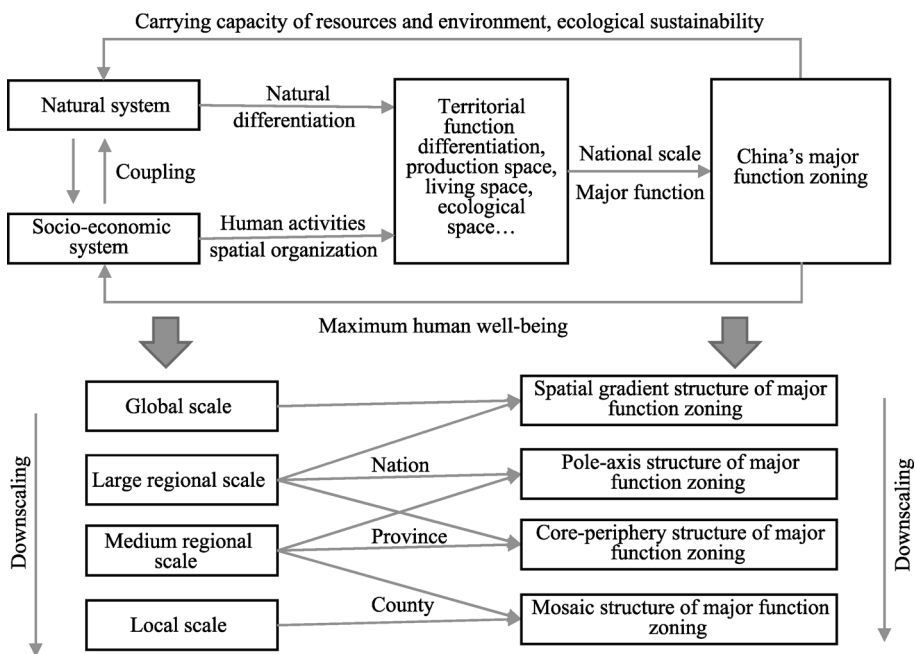 Carrying capacity of resources and environment, ecological sustainability
Natural system
Natural
differentiation
Coupling
Socio-economic
system
Human activities
spatial organization
Territorial
function
differentiation,
production space,
living space,
ecological
space…
National scale
Major function
China’s major
function zoning
Maximum human well-being
Downscaling
Global scale
Large regional scale
Medium regional
scale
Local scale
Nation
Province
County
Spatial gradient structure of major
function zoning
Pole-axis structure of major
function zoning
Core-periphery structure of major
function zoning
Mosaic structure of major function
zoning
Downscaling